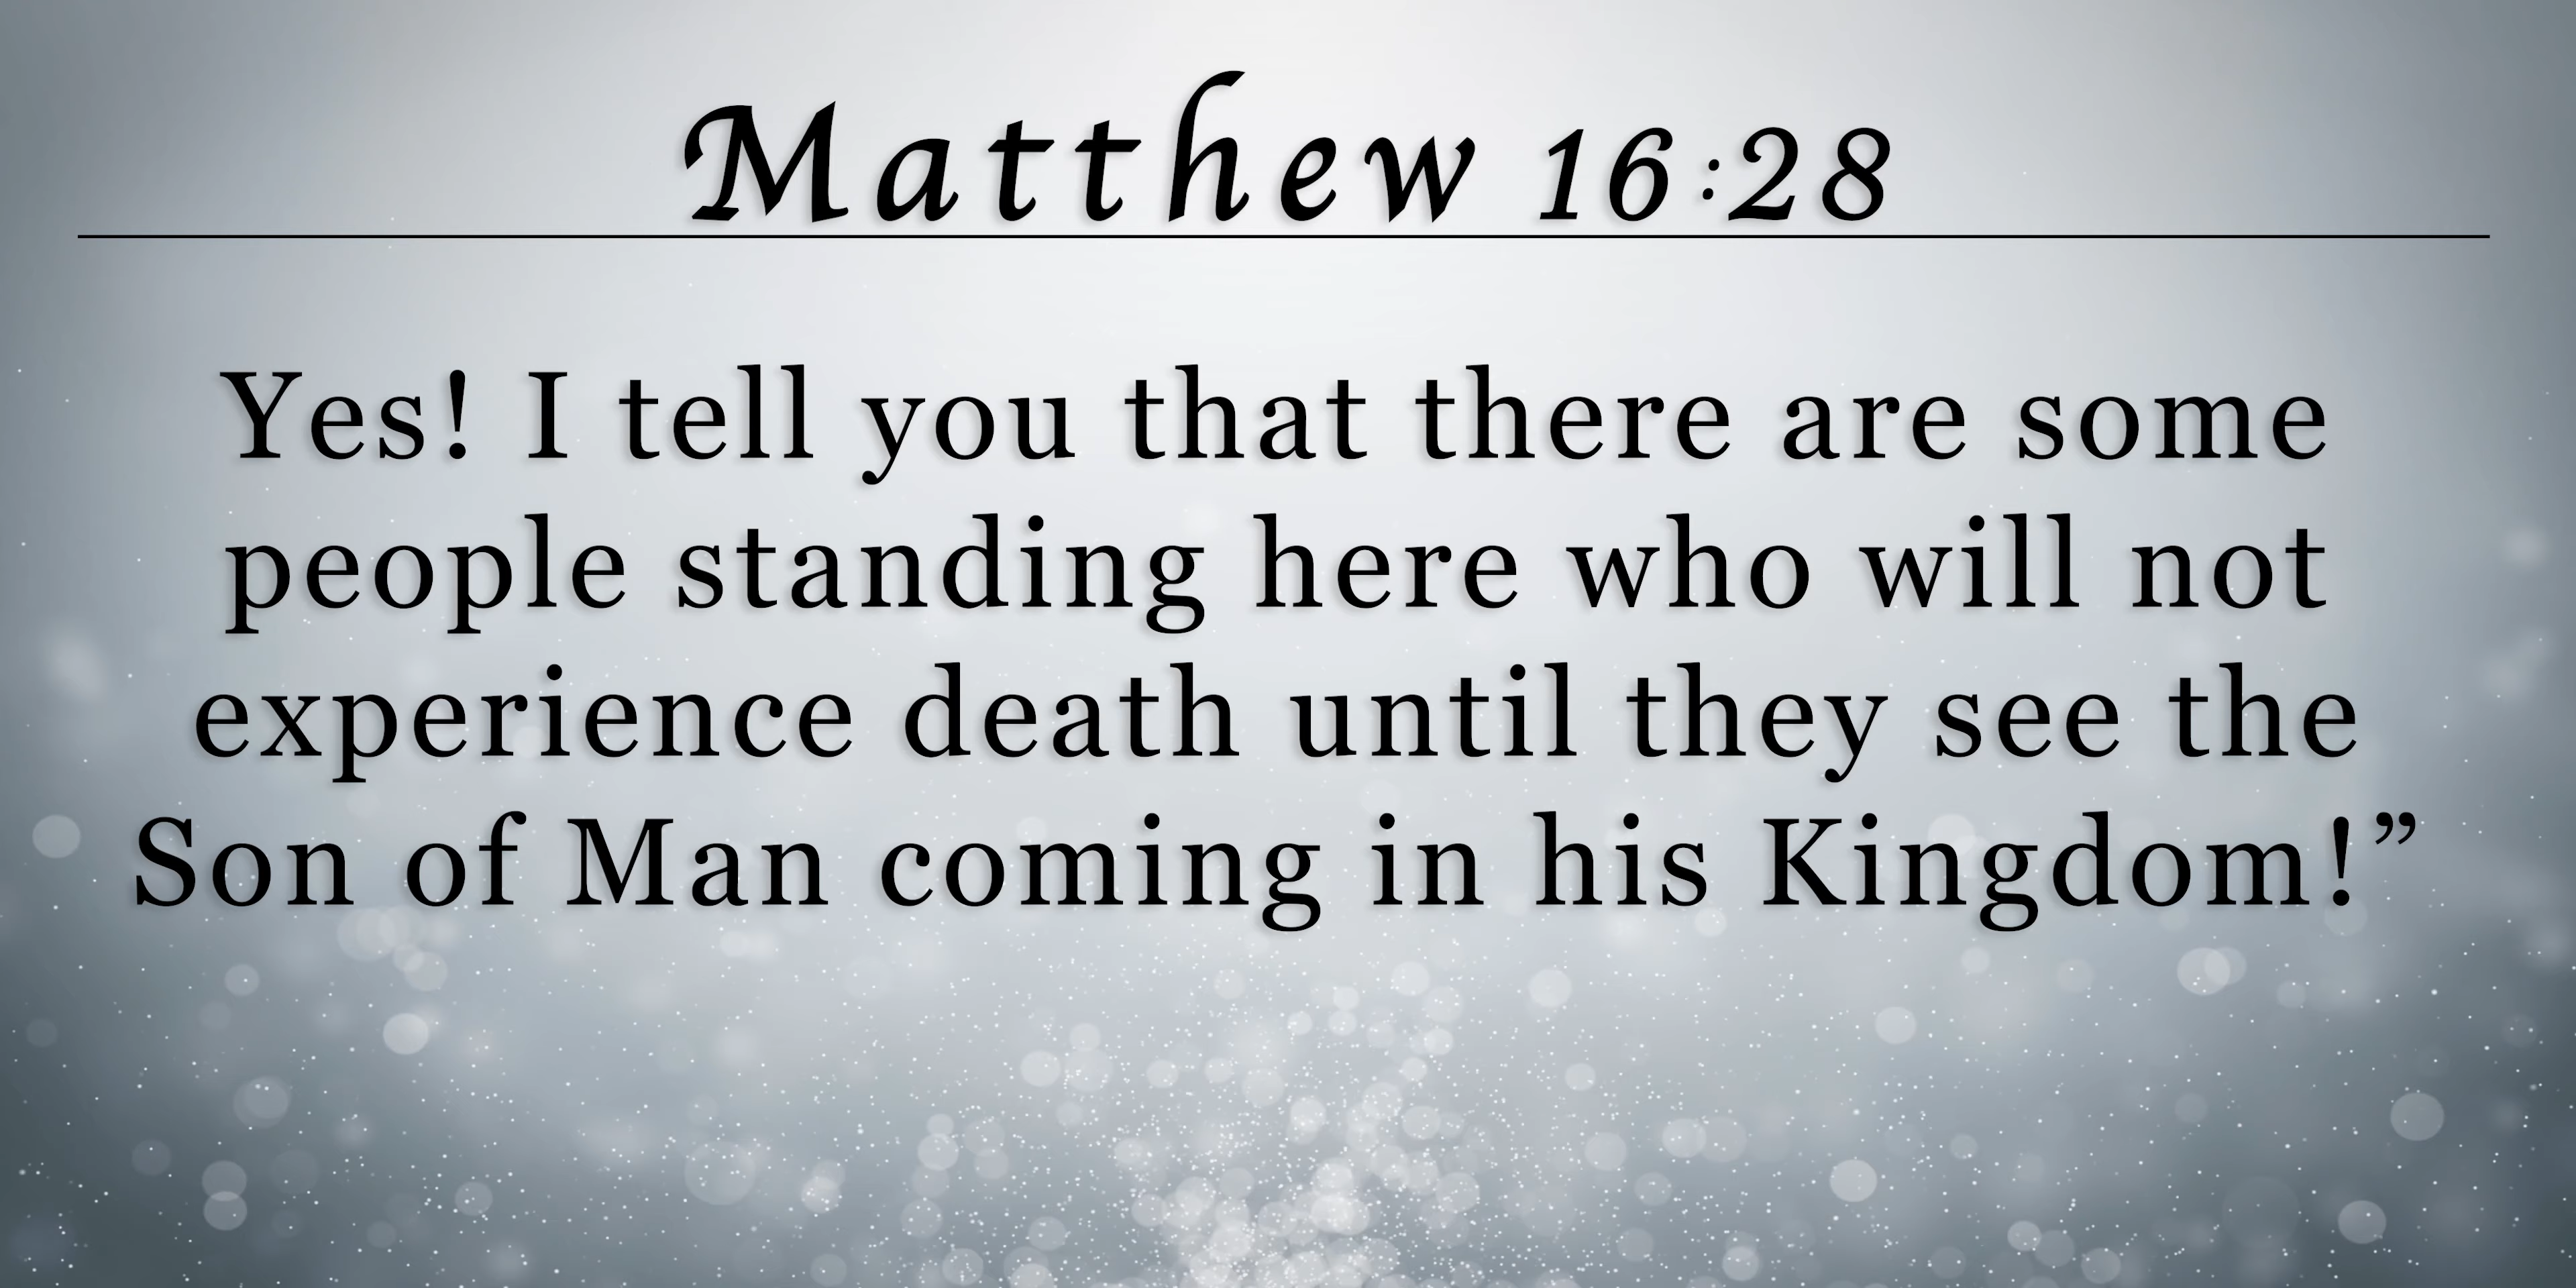 Matthew 16:28
Yes! I tell you that there are some
people standing here who will not
experience death until they see the
Son of Man coming in his Kingdom!”